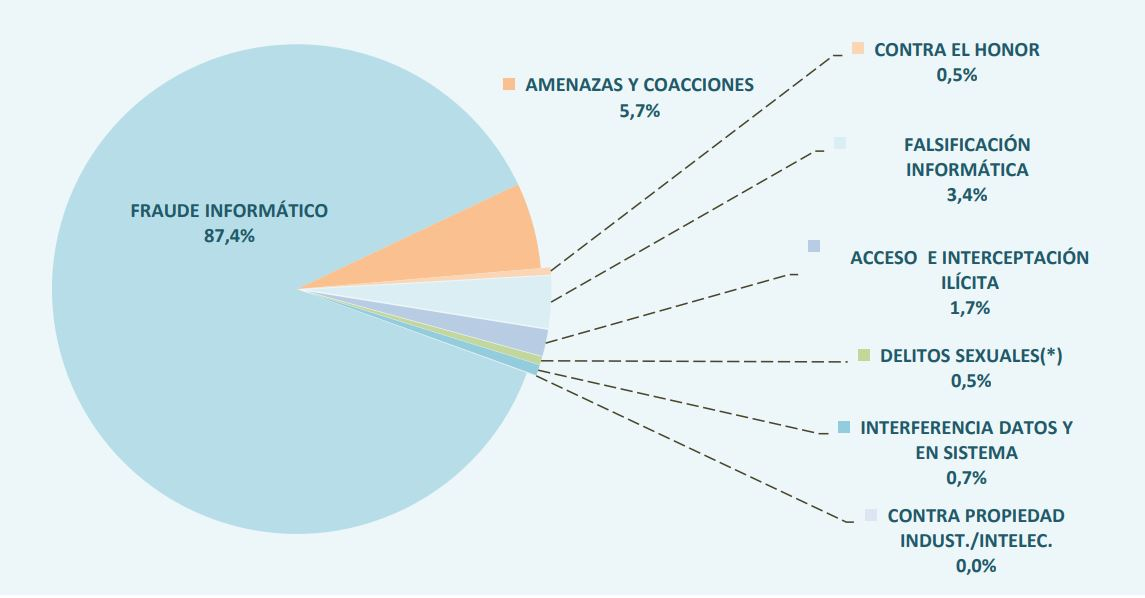 FRAUDE INFORMÁTICO
87,4%
AMENAZAS Y COACCIONES
5,7%
CONTRA EL HONOR
0,5%
FALSIFICACIÓN
INFORMÁTICA
3,4%
ACCESO E INTERCEPTACIÓN
ILÍCITA
1,7%
DELITOS SEXUALES(*)
0,5%
INTERFERENCIA DATOS Y
EN SISTEMA
0,7%
CONTRA PROPIEDAD
INDUST./INTELEC.
0,0%